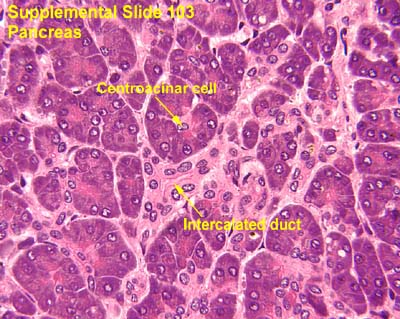 Supplemental Slide 103
Pancreas
Centroacinar cell
Intercalated duct